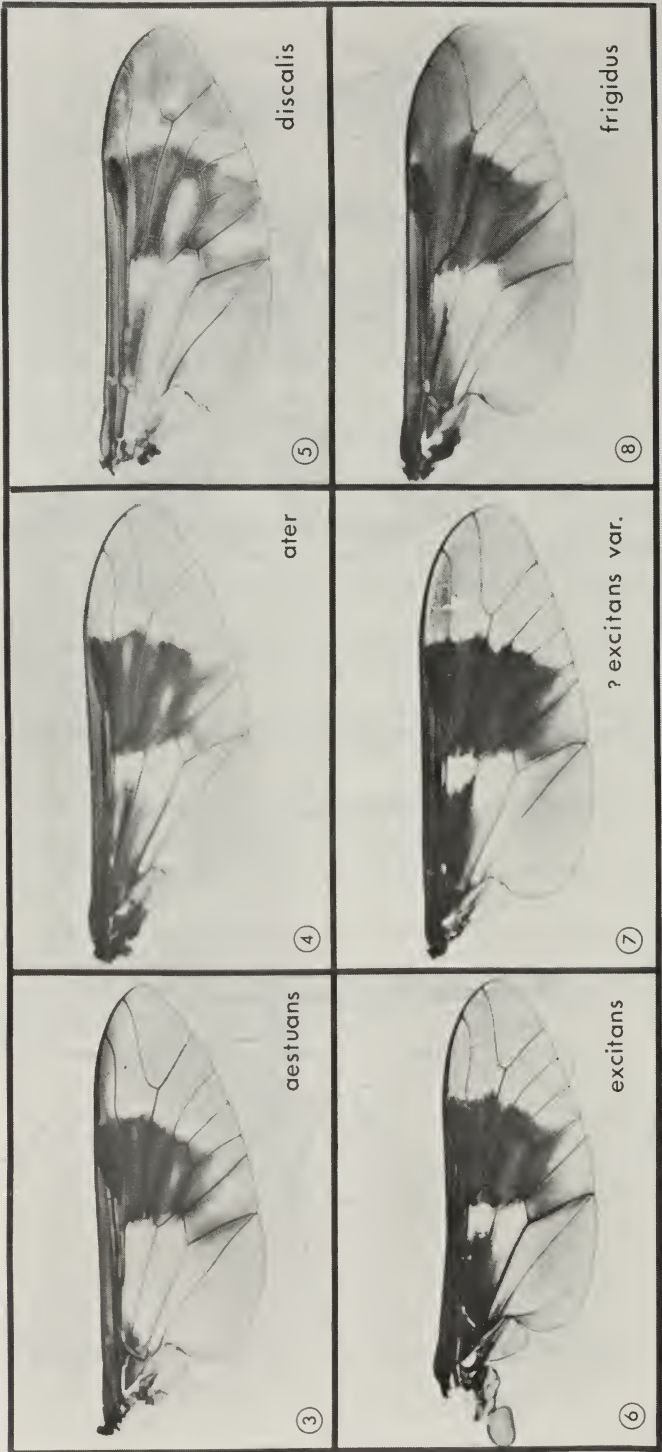 aestuans
③
ater
④
discalis
⑤
excitans
⑥
? excitans var.
⑦
frigidus
⑧